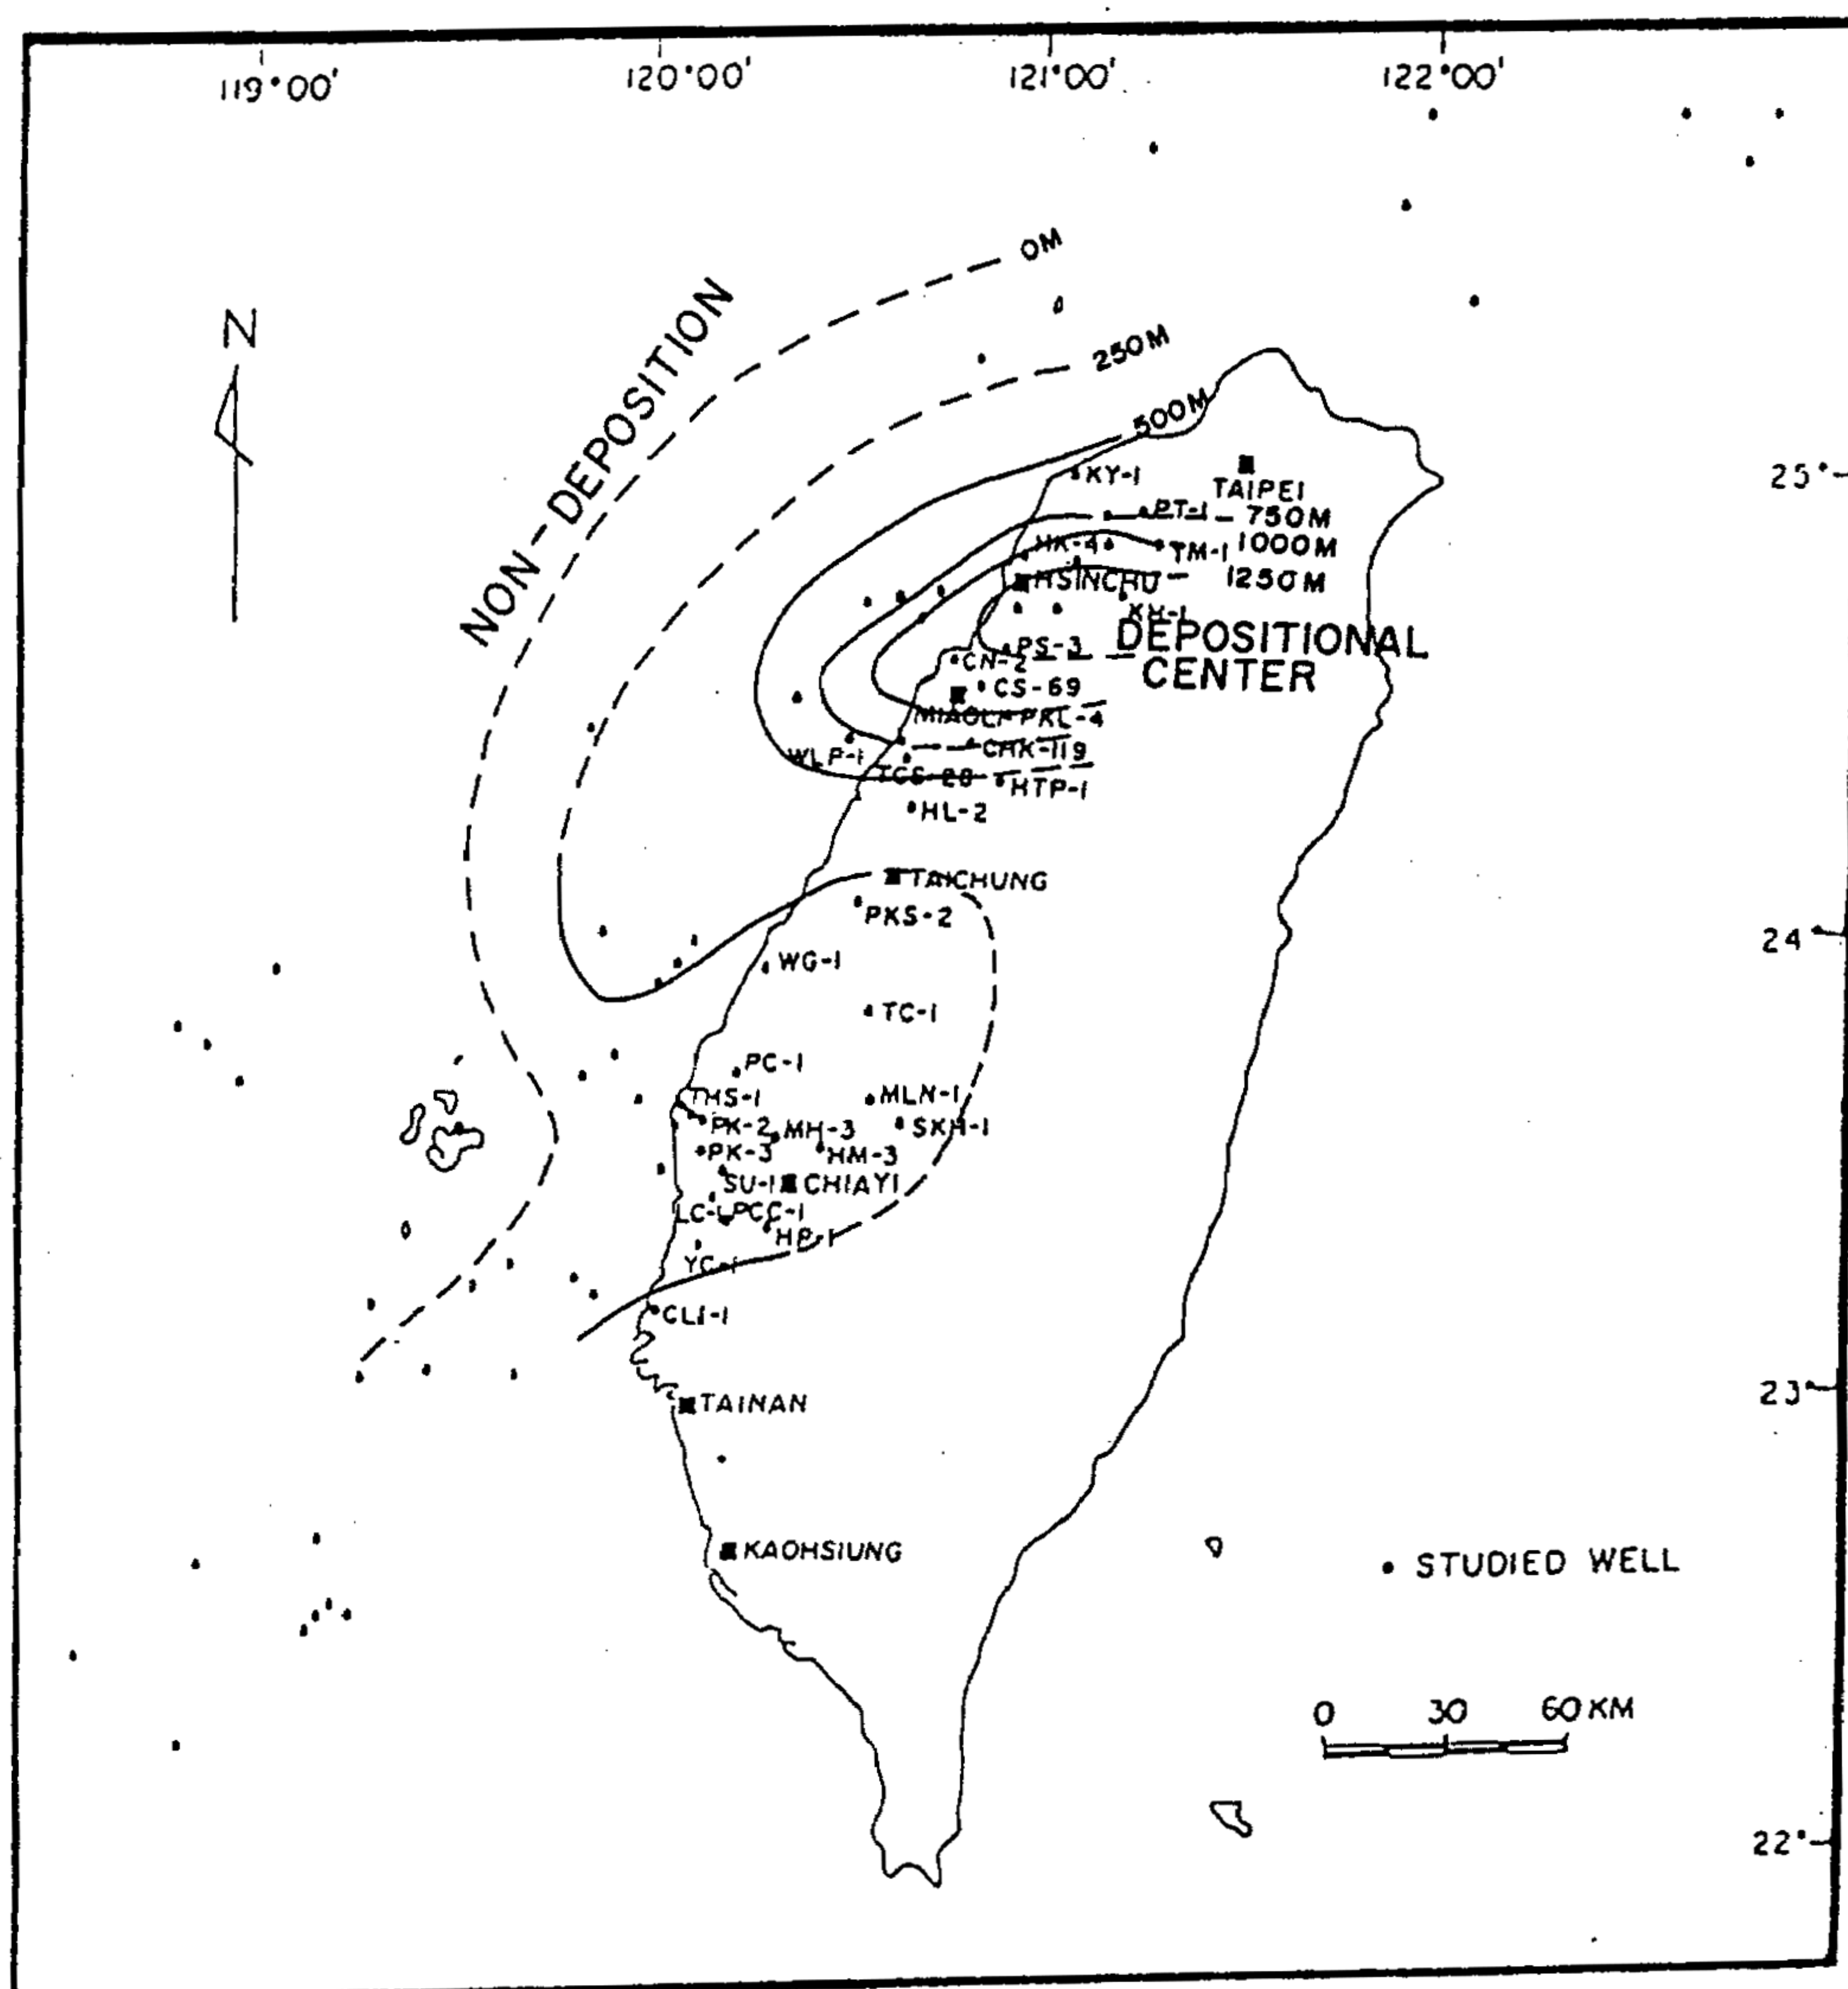 119°00'
120°00'
121°00'
122°00'
0M
N
NON-DEPOSITION
250M
500M
KY-1
25°
TAIPEI
PT-1
750M
HK-4
TM-1
1000M
HSINCHU
1250M
KH-1
DEPOSITIONAL
CENTER
PS-3
CN-2
CS-69
MIAOLI
PKL-4
WLP-1
CHK-119
TCS-28
HTP-1
HL-2
TAICHUNG
PKS-2
24°
WG-1
TC-1
PC-1
THS-1
MLN-1
PK-2
MH-3
SKH-1
PK-3
HM-3
SU-1
CHIAYI
LC-1
PCC-1
HP-1
YC-1
CLI-1
23°
TAINAN
KAOHSIUNG
STUDIED WELL
0 30 60 KM
22°